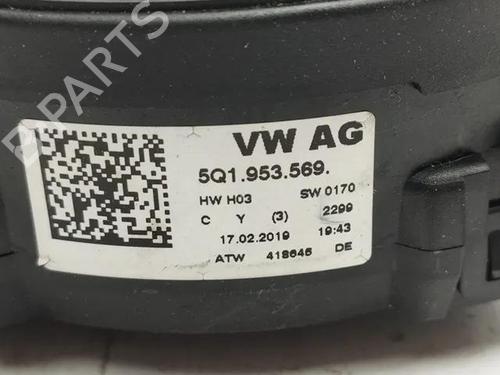 VW AG
5Q1.953.569.
HW H03 SW 0170
C Y (3) 2299
17.02.2019 19:43
ATW 418645 DE
B-PARTS